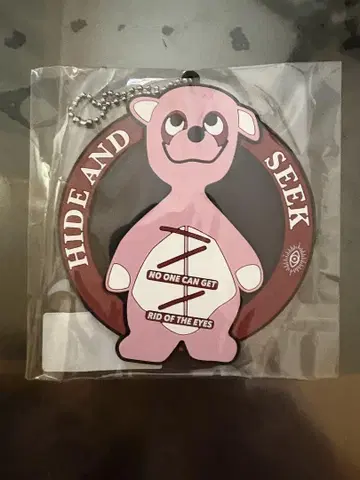 HIDE AND
SEEK
NO ONE CAN GET
RID OF THE EYES